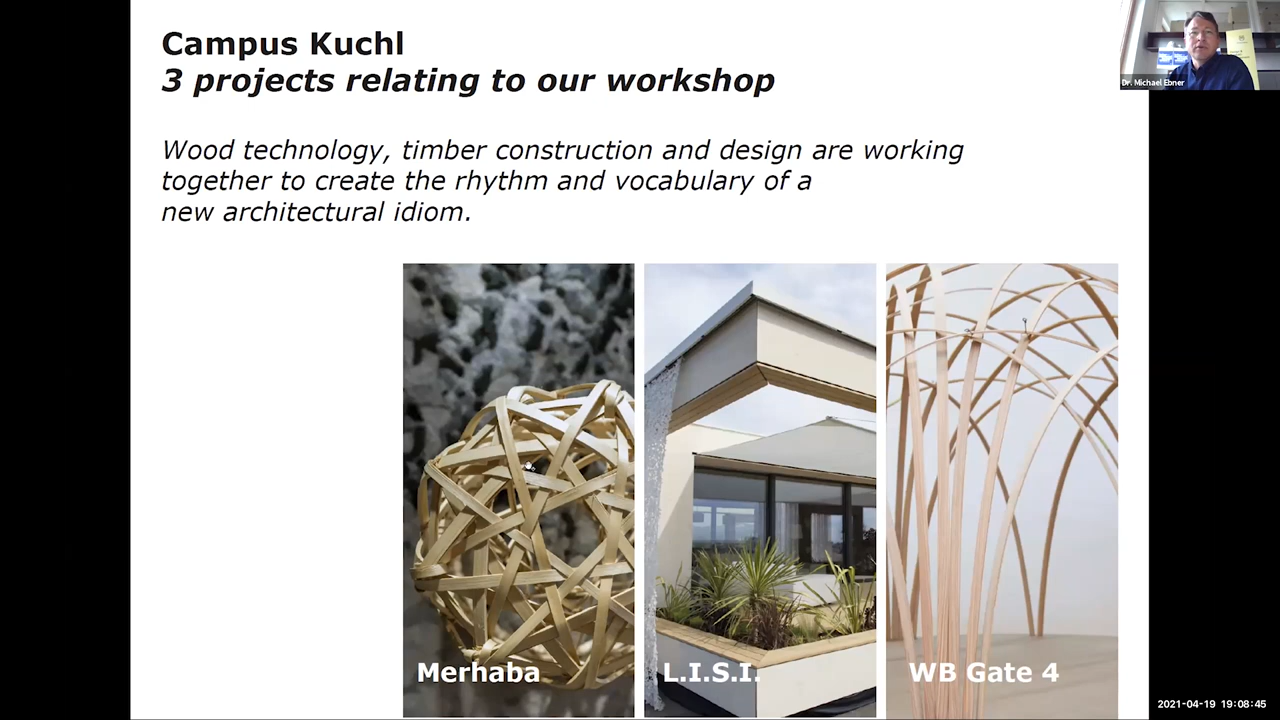 Campus Kuchl
3 projects relating to our workshop
Wood technology, timber construction and design are working
together to create the rhythm and vocabulary of a
new architectural idiom.
Merhaba
L.I.S.I.
WB Gate 4
Dr. Michael Ebner
2021-04-19 19:08:45